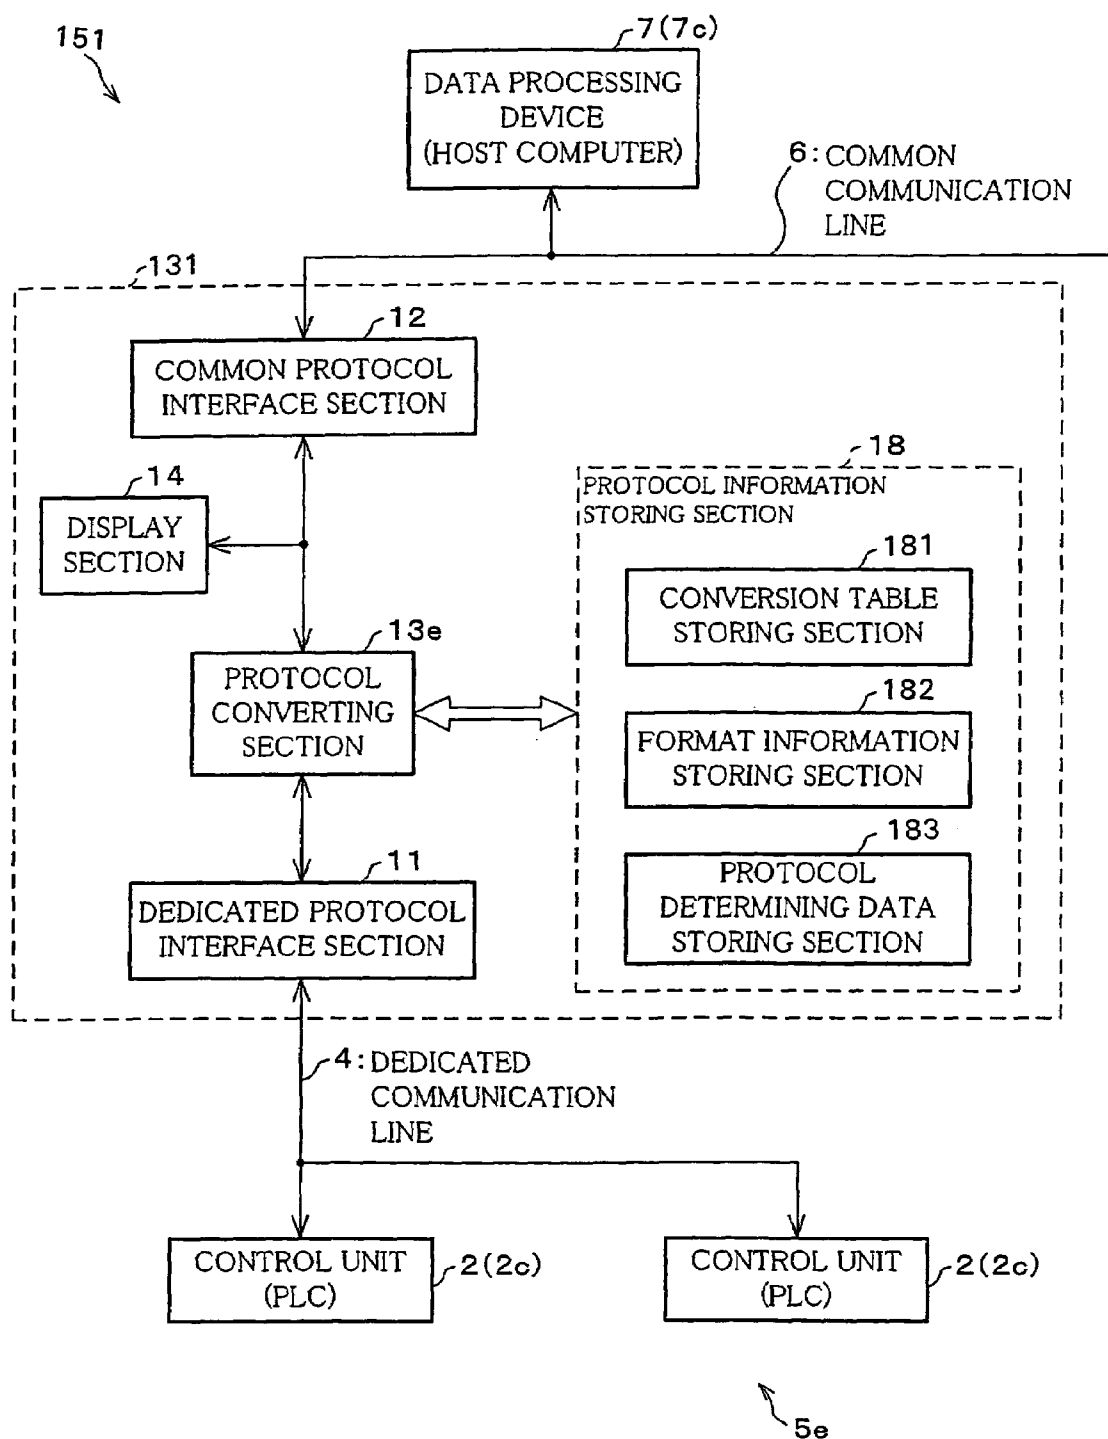 151
7(7c)
DATA PROCESSING
DEVICE
(HOST COMPUTER)
6: COMMON
COMMUNICATION
LINE
131
12
COMMON PROTOCOL
INTERFACE SECTION
14
DISPLAY
SECTION
18
PROTOCOL INFORMATION
STORING SECTION
181
CONVERSION TABLE
STORING SECTION
13e
PROTOCOL
CONVERTING
SECTION
182
FORMAT INFORMATION
STORING SECTION
183
PROTOCOL
DETERMINING DATA
STORING SECTION
11
DEDICATED PROTOCOL
INTERFACE SECTION
4: DEDICATED
COMMUNICATION
LINE
CONTROL UNIT
(PLC)
2(2c)
CONTROL UNIT
(PLC)
2(2c)
5e